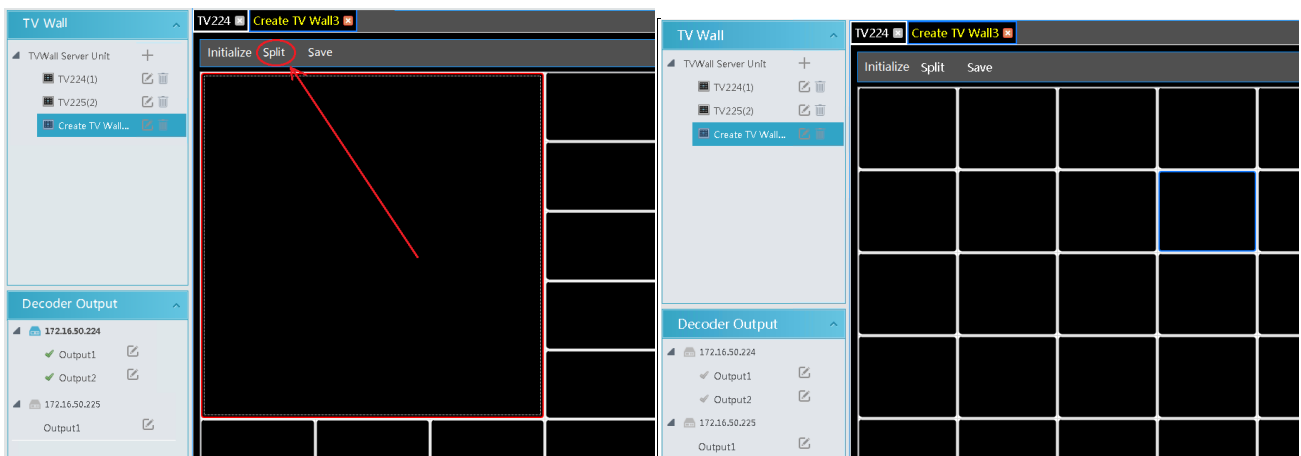 TV Wall
TVWall Server Unit
TV224(1)
TV225(2)
Create TV Wall...
Decoder Output
172.16.50.224
Output1
Output2
172.16.50.225
Output1
TV224 Create TV Wall3
Initialize Split Save
TV Wall
TVWall Server Unit
TV224(1)
TV225(2)
Create TV Wall...
Decoder Output
172.16.50.224
Output1
Output2
172.16.50.225
Output1
TV224 Create TV Wall3
Initialize Split Save